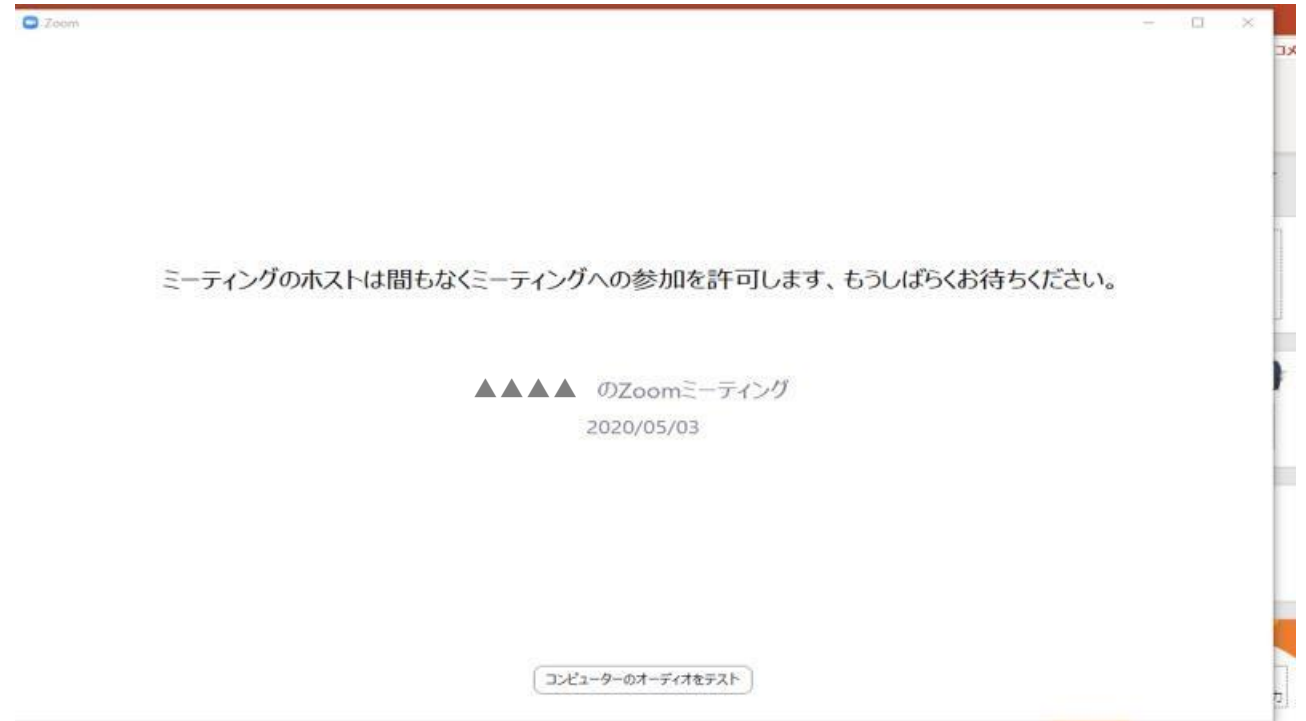 Zoom
コメ
ミーティングのホストは間もなくミーティングへの参加を許可します、もうしばらくお待ちください。
▲▲▲▲ のZoomミーティング
2020/05/03
コンピューターのオーディオをテスト
カ